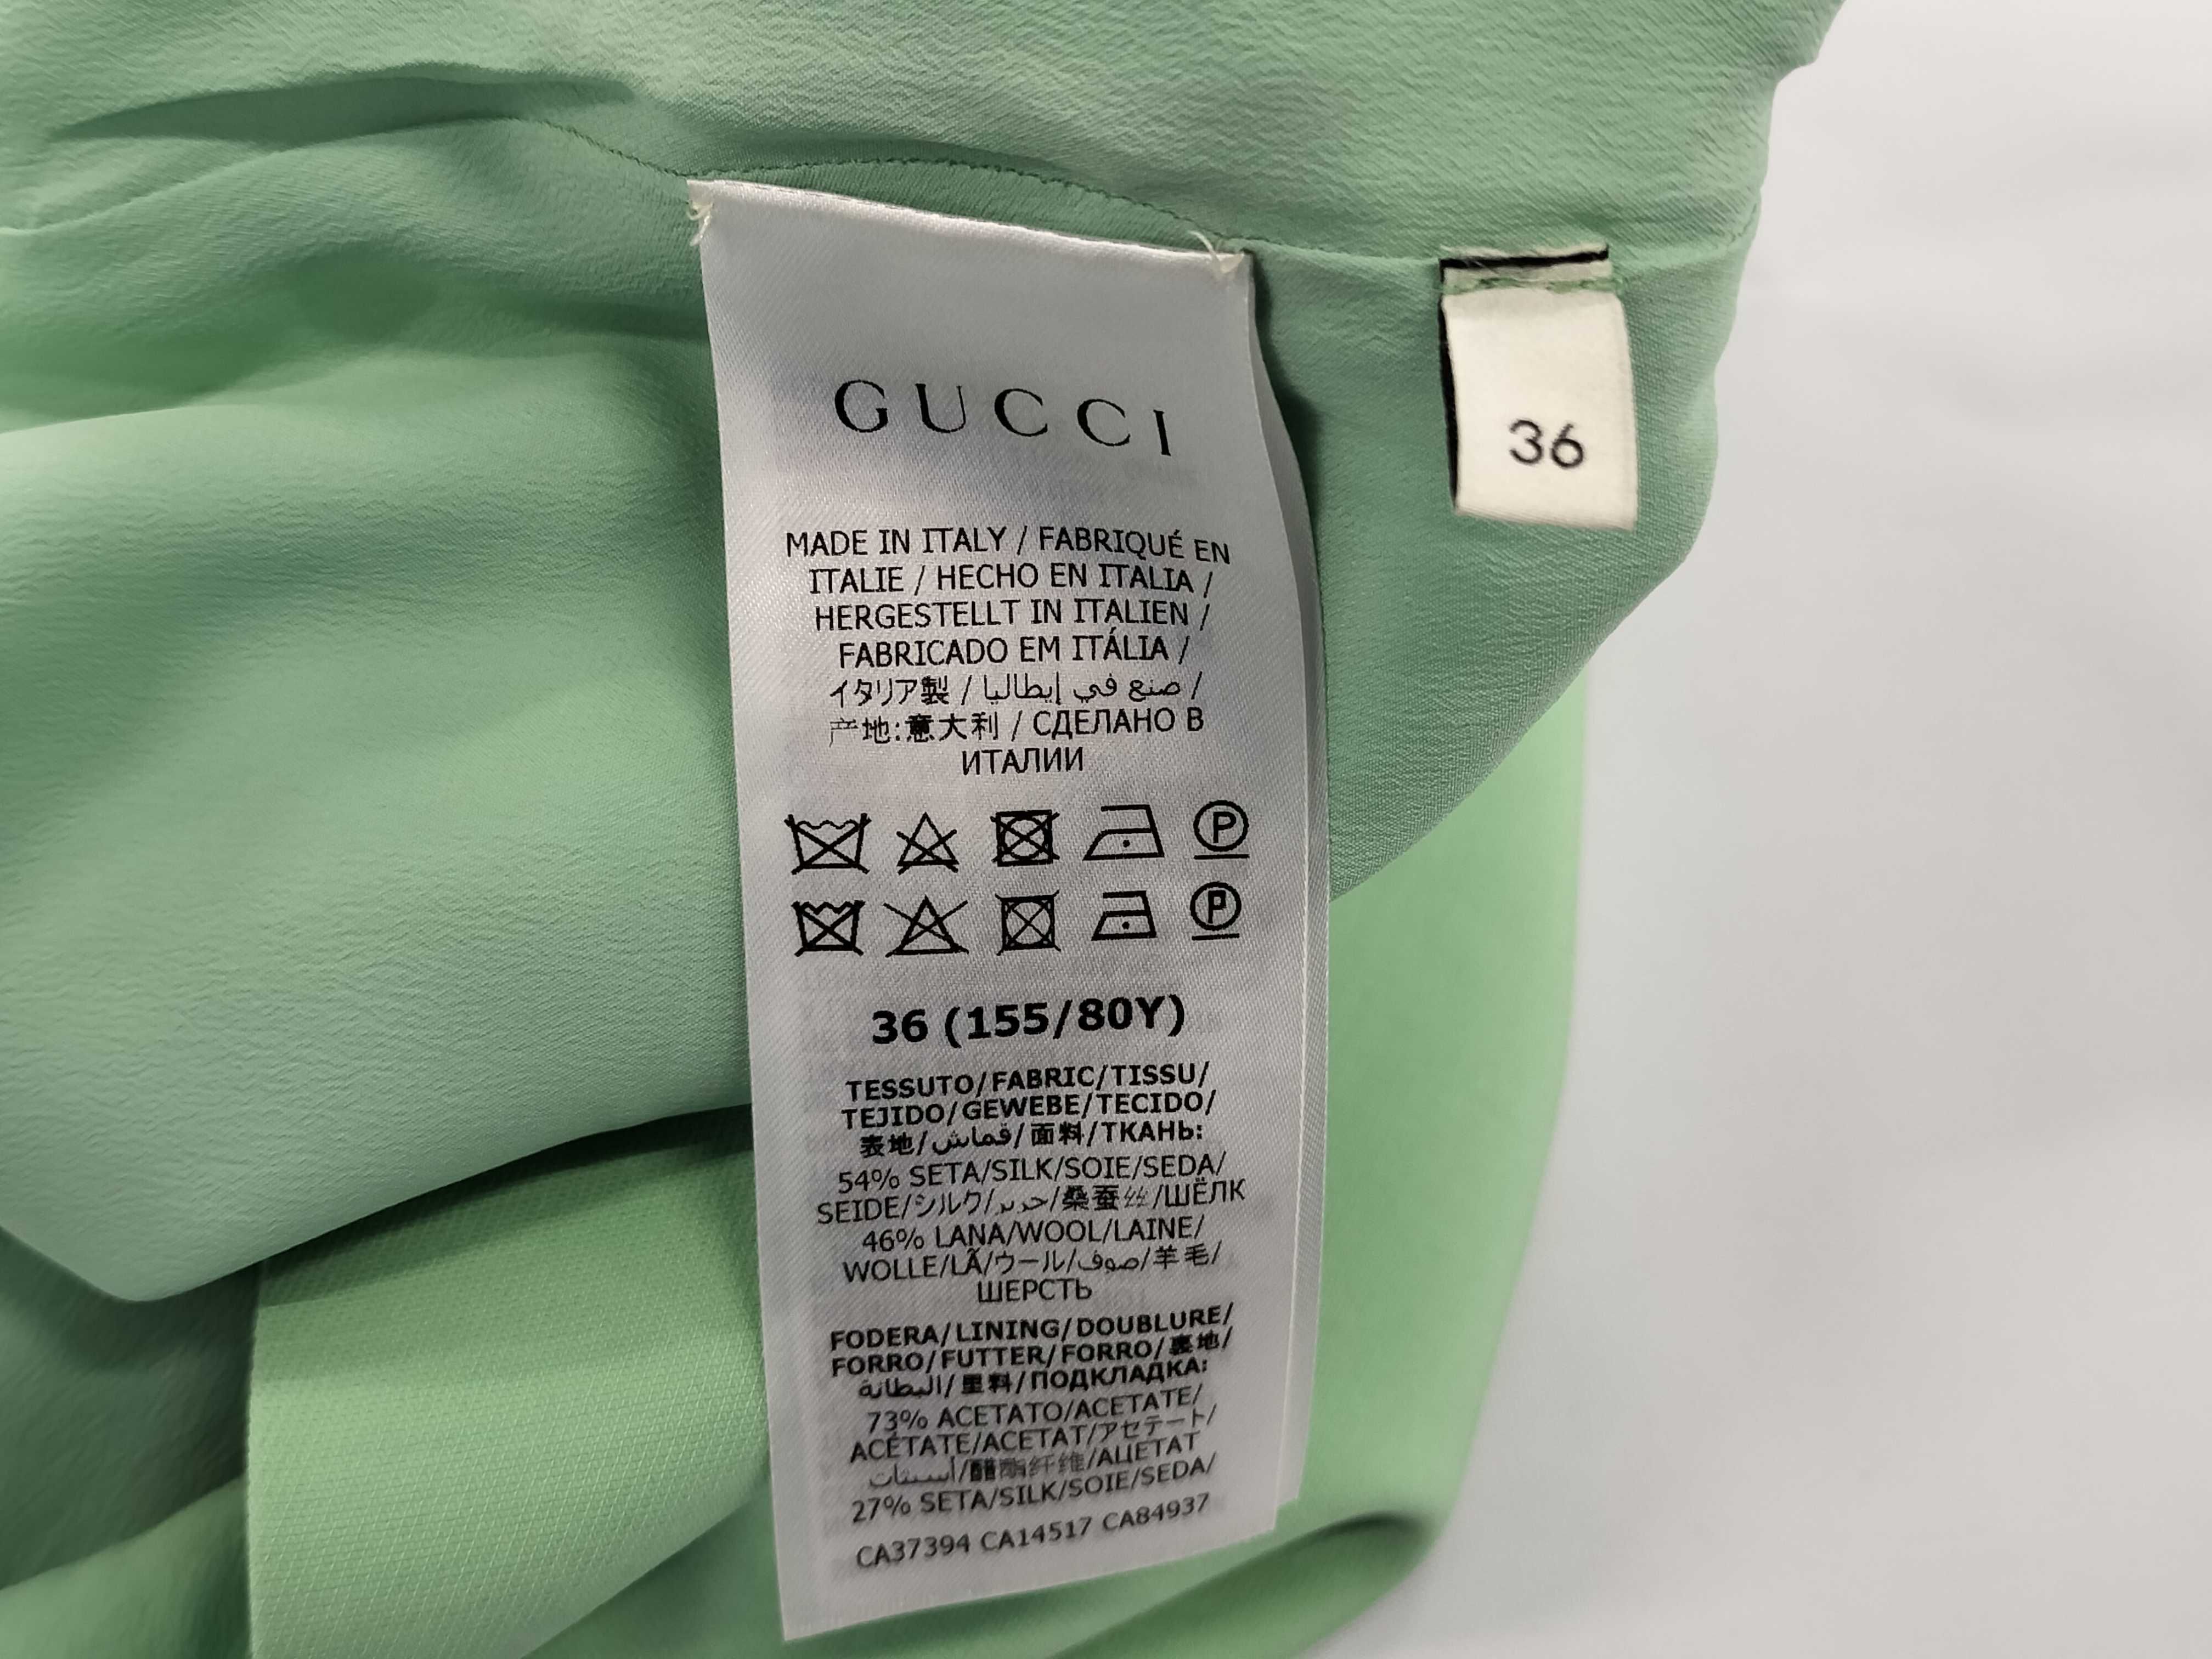 GUCCI
36
MADE IN ITALY / FABRIQUÉ EN
ITALIE / HECHO EN ITALIA /
HERGESTELLT IN ITALIEN /
FABRICADO EM ITÁLIA /
イタリア製 / صنع في إيطاليا /
产地:意大利 / СДЕЛАНО В
ИТАЛИИ
P
P
36 (155/80Y)
TESSUTO/FABRIC/TISSU/
TEJIDO/GEWEBE/TECIDO/
表地/قماش/面料/ТКАНЬ:
54% SETA/SILK/SOIE/SEDA/
SEIDE/シルク/حرير/桑蚕丝/ШЁЛК
46% LANA/WOOL/LAINE/
WOLLE/LÃ/ウール/صوف/羊毛/
ШЕРСТЬ
FODERA/LINING/DOUBLURE/
FORRO/FUTTER/FORRO/裏地/
البطانة/里料/ПОДКЛАДКА:
73% ACETATO/ACETATE/
ACÉTATE/ACETAT/アセテート/
أسيتات/醋酯纤维/АЦЕТАТ
27% SETA/SILK/SOIE/SEDA/
CA37394 CA14517 CA84937